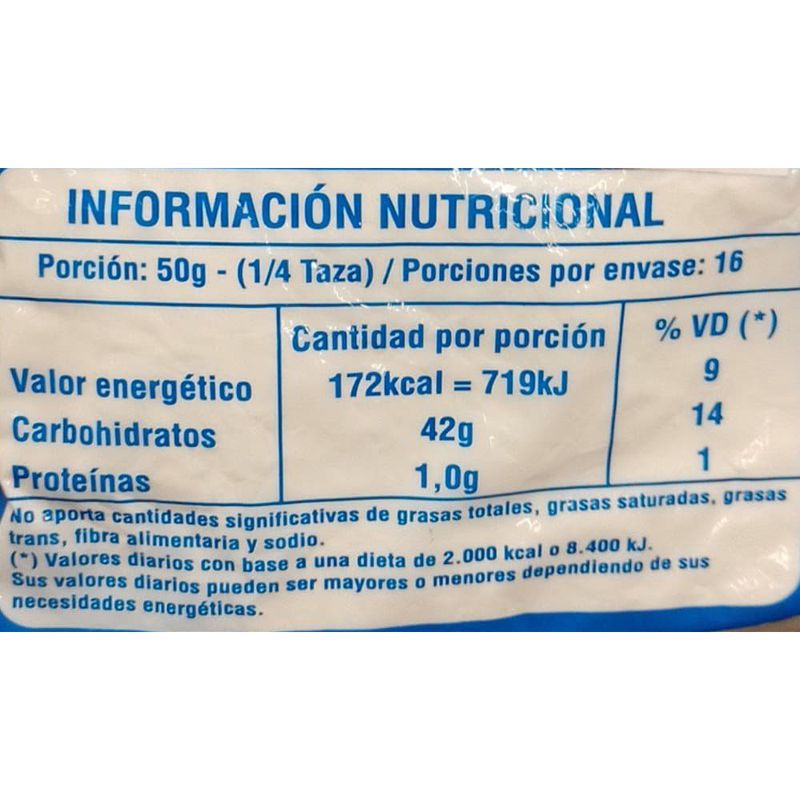 INFORMACIÓN NUTRICIONAL
Porción: 50g - (1/4 Taza) / Porciones por envase: 16
Cantidad por porción % VD (*)
Valor energético 172kcal = 719kJ 9
Carbohidratos 42g 14
Proteínas 1,0g 1
No aporta cantidades significativas de grasas totales, grasas saturadas, grasas
trans, fibra alimentaria y sodio.
(*) Valores diarios con base a una dieta de 2.000 kcal o 8.400 kJ.
Sus valores diarios pueden ser mayores o menores dependiendo de sus
necesidades energéticas.